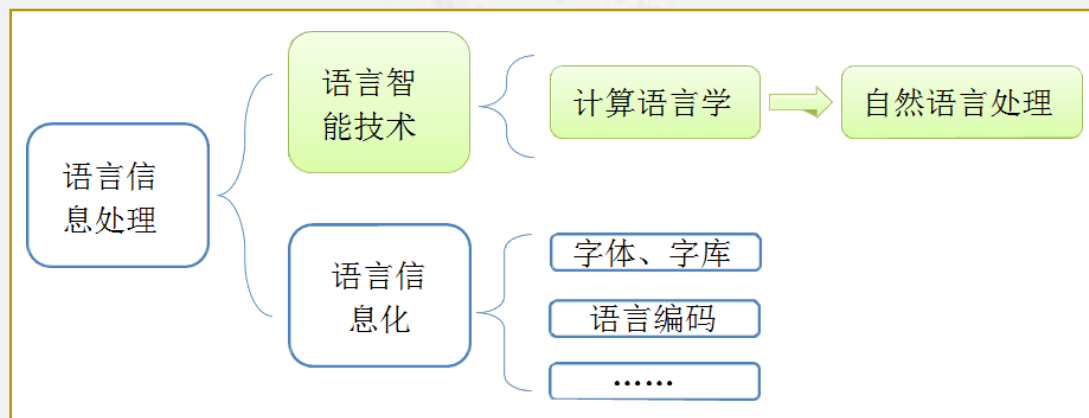 语言信
息处理
语言智
能技术
计算语言学
自然语言处理
语言信
息化
字体、字库
语言编码
……